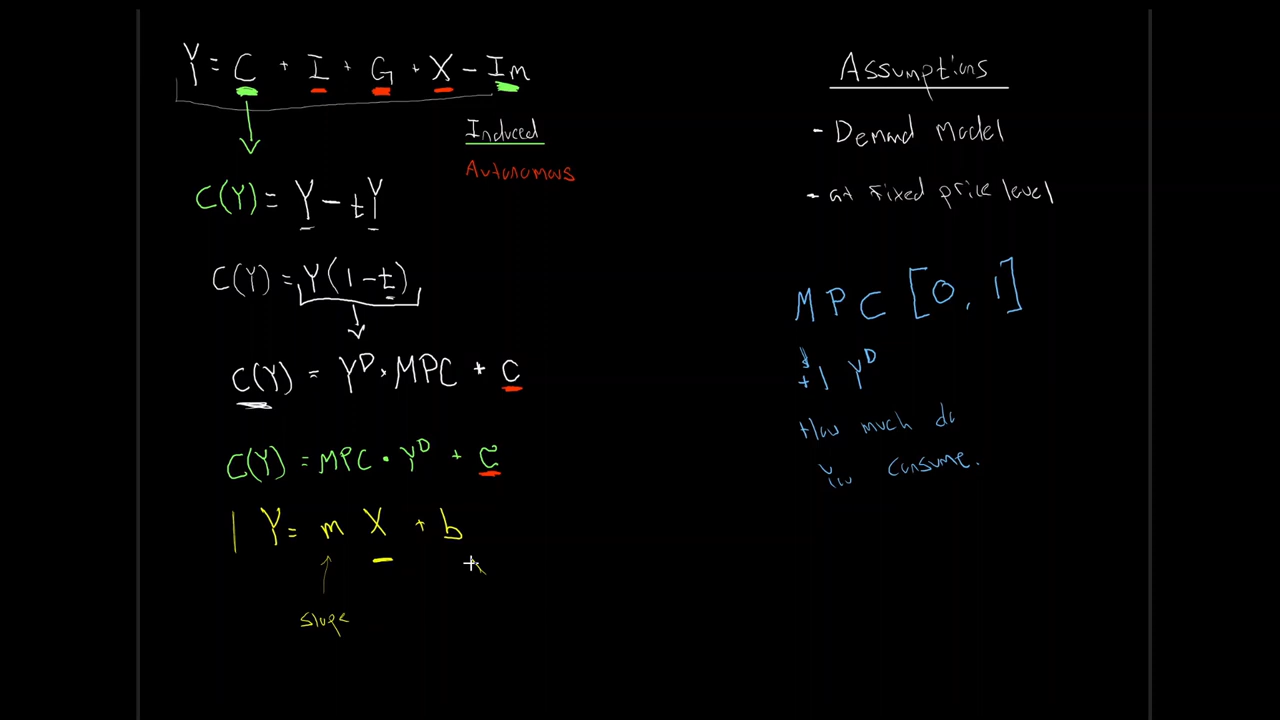 Y = C + I + G + X - Im
Induced
Autonomous
C(Y) = Y - tY
C(Y) = Y(1-t)
C(Y) = Y^D × MPC + C
C(Y) = MPC • Y^D + C
Y = m X + b
slope
Assumptions
- Demand Model
- at fixed price level
MPC [0, 1]
$
+1 Y^D
How much do
You consume.